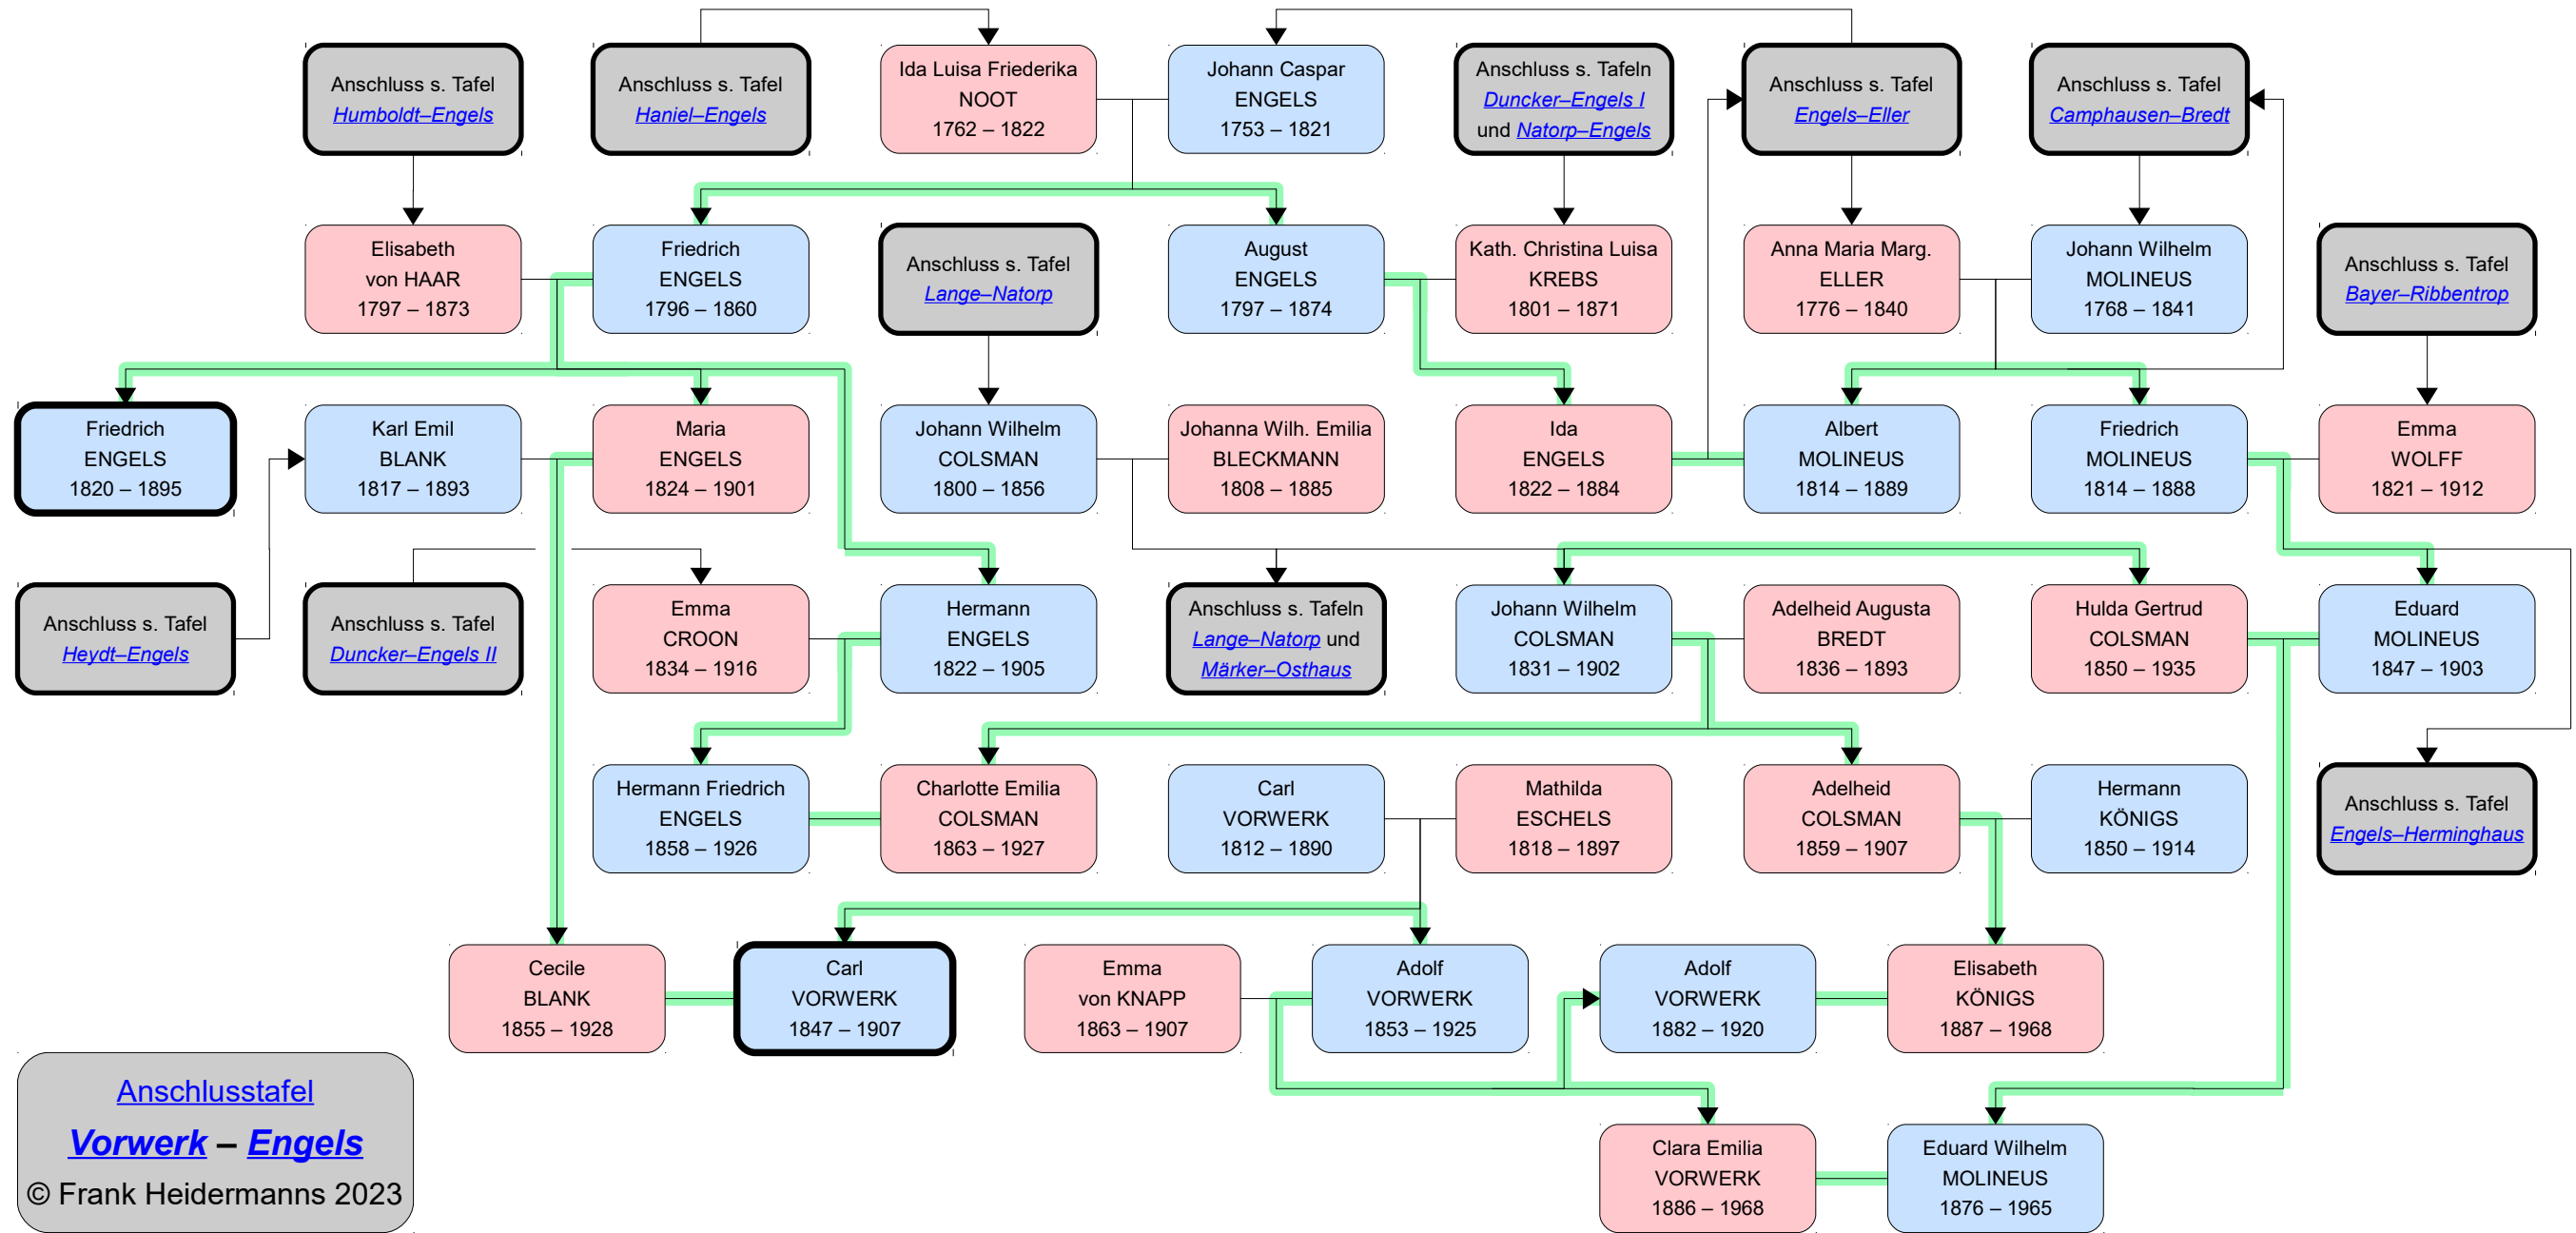 Anschluss s. Tafel
Humboldt–Engels
Anschluss s. Tafel
Haniel–Engels
Ida Luisa Friederika
NOOT
1762 – 1822
Johann Caspar
ENGELS
1753 – 1821
Anschluss s. Tafeln
Duncker–Engels I
und Natorp–Engels
Anschluss s. Tafel
Engels–Eller
Anschluss s. Tafel
Camphausen–Bredt
Elisabeth
von HAAR
1797 – 1873
Friedrich
ENGELS
1796 – 1860
Anschluss s. Tafel
Lange–Natorp
August
ENGELS
1797 – 1874
Kath. Christina Luisa
KREBS
1801 – 1871
Anna Maria Marg.
ELLER
1776 – 1840
Johann Wilhelm
MOLINEUS
1768 – 1841
Anschluss s. Tafel
Bayer–Ribbentrop
Friedrich
ENGELS
1820 – 1895
Karl Emil
BLANK
1817 – 1893
Maria
ENGELS
1824 – 1901
Johann Wilhelm
COLSMAN
1800 – 1856
Johanna Wilh. Emilia
BLECKMANN
1808 – 1885
Ida
ENGELS
1822 – 1884
Albert
MOLINEUS
1814 – 1889
Friedrich
MOLINEUS
1814 – 1888
Emma
WOLFF
1821 – 1912
Anschluss s. Tafel
Heydt–Engels
Anschluss s. Tafel
Duncker–Engels II
Emma
CROON
1834 – 1916
Hermann
ENGELS
1822 – 1905
Anschluss s. Tafeln
Lange–Natorp und
Märker–Osthaus
Johann Wilhelm
COLSMAN
1831 – 1902
Adelheid Augusta
BREDT
1836 – 1893
Hulda Gertrud
COLSMAN
1850 – 1935
Eduard
MOLINEUS
1847 – 1903
Hermann Friedrich
ENGELS
1858 – 1926
Charlotte Emilia
COLSMAN
1863 – 1927
Carl
VORWERK
1812 – 1890
Mathilda
ESCHELS
1818 – 1897
Adelheid
COLSMAN
1859 – 1907
Hermann
KÖNIGS
1850 – 1914
Anschluss s. Tafel
Engels–Herminghaus
Cecile
BLANK
1855 – 1928
Carl
VORWERK
1847 – 1907
Emma
von KNAPP
1863 – 1907
Adolf
VORWERK
1853 – 1925
Adolf
VORWERK
1882 – 1920
Elisabeth
KÖNIGS
1887 – 1968
Anschlusstafel
Vorwerk – Engels
© Frank Heidermanns 2023
Clara Emilia
VORWERK
1886 – 1968
Eduard Wilhelm
MOLINEUS
1876 – 1965